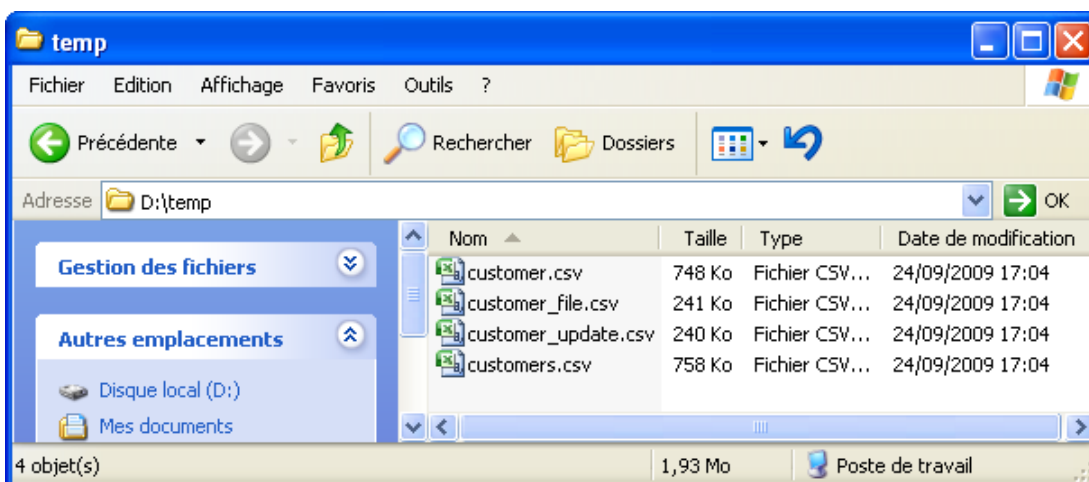 temp
Fichier Edition Affichage Favoris Outils ?
Précédente Rechercher Dossiers
Adresse D:\temp OK
Gestion des fichiers
Autres emplacements
Disque local (D:)
Mes documents
Nom Taille Type Date de modification
customer.csv 748 Ko Fichier CSV... 24/09/2009 17:04
customer_file.csv 241 Ko Fichier CSV... 24/09/2009 17:04
customer_update.csv 240 Ko Fichier CSV... 24/09/2009 17:04
customers.csv 758 Ko Fichier CSV... 24/09/2009 17:04
4 objet(s) 1,93 Mo Poste de travail